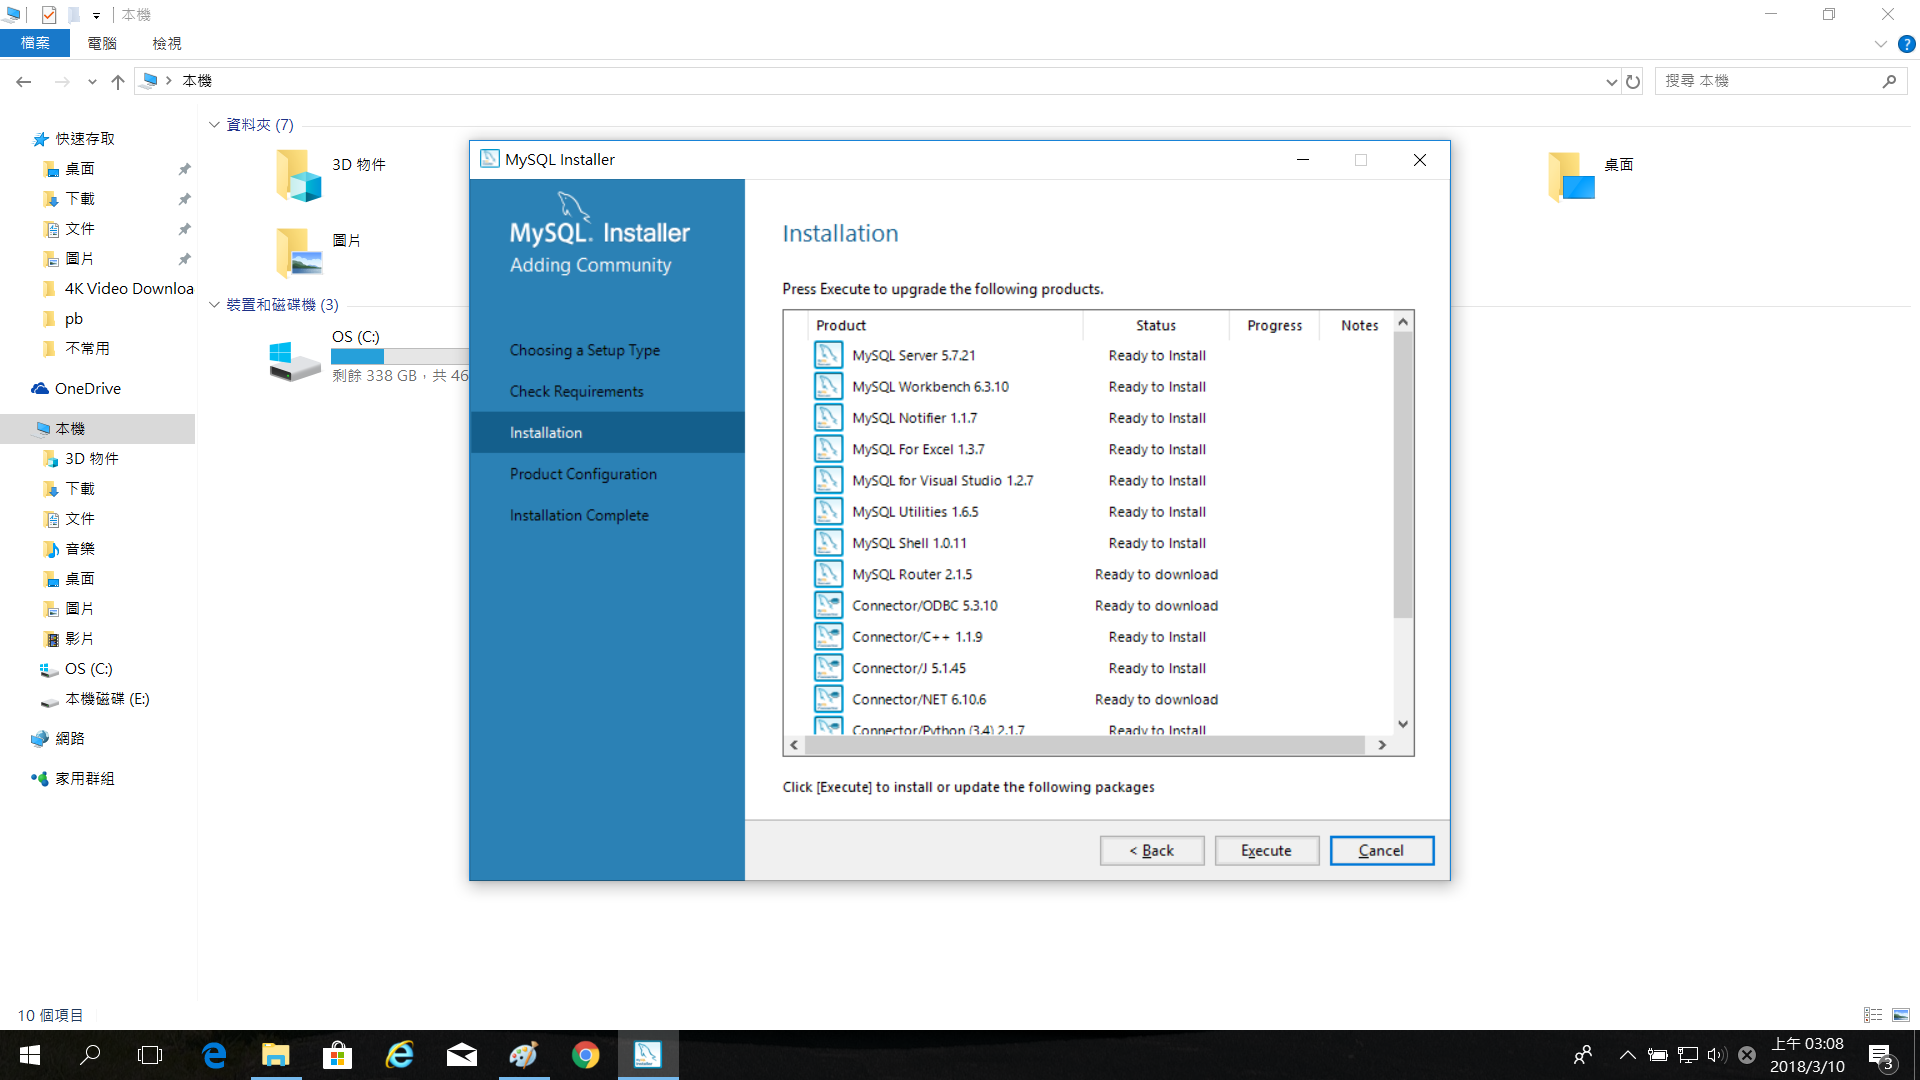 本機
檔案
電腦
檢視
本機
搜尋 本機
快速存取
桌面
下載
文件
圖片
4K Video Downloa
pb
不常用
OneDrive
本機
3D 物件
下載
文件
音樂
桌面
圖片
影片
OS (C:)
本機磁碟 (E:)
網路
家用群組
資料夾 (7)
3D 物件
圖片
桌面
裝置和磁碟機 (3)
OS (C:)
剩餘 338 GB，共 46
MySQL Installer
MySQL. Installer
Adding Community
Choosing a Setup Type
Check Requirements
Installation
Product Configuration
Installation Complete
Installation
Press Execute to upgrade the following products.
Product Status Progress Notes
MySQL Server 5.7.21 Ready to Install
MySQL Workbench 6.3.10 Ready to Install
MySQL Notifier 1.1.7 Ready to Install
MySQL For Excel 1.3.7 Ready to Install
MySQL for Visual Studio 1.2.7 Ready to Install
MySQL Utilities 1.6.5 Ready to Install
MySQL Shell 1.0.11 Ready to Install
MySQL Router 2.1.5 Ready to download
Connector/ODBC 5.3.10 Ready to download
Connector/C++ 1.1.9 Ready to Install
Connector/J 5.1.45 Ready to Install
Connector/NET 6.10.6 Ready to download
Connector/Python (3.4) 2.1.7 Ready to Install
Click [Execute] to install or update the following packages
< Back
Execute
Cancel
10 個項目
上午 03:08
2018/3/10
3